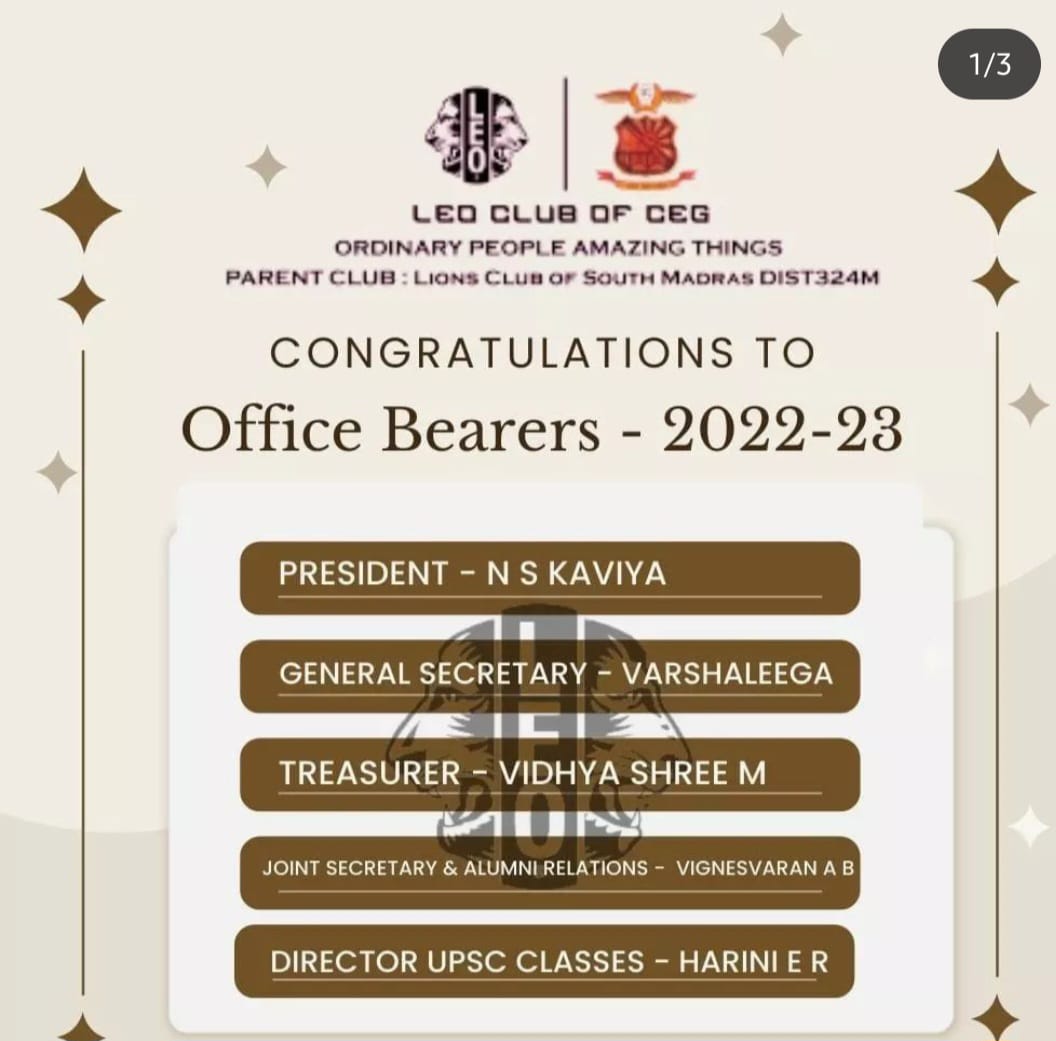 1/3
LEO
LEO CLUB OF CEG
ORDINARY PEOPLE AMAZING THINGS
PARENT CLUB : LIONS CLUB OF SOUTH MADRAS DIST324M
CONGRATULATIONS TO
Office Bearers - 2022-23
PRESIDENT - N S KAVIYA
GENERAL SECRETARY - VARSHALEEGA
TREASURER - VIDHYA SHREE M
JOINT SECRETARY & ALUMNI RELATIONS - VIGNESVARAN A B
DIRECTOR UPSC CLASSES - HARINI E R
LEO